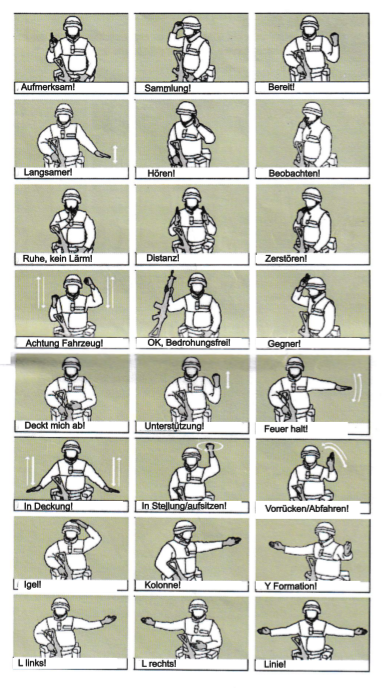 Aufmerksam!
Sammlung!
Bereit!
Langsamer!
Hören!
Beobachten!
Ruhe, kein Lärm!
Distanz!
Zerstören!
Achtung Fahrzeug!
OK, Bedrohungsfrei!
Gegner!
Deckt mich ab!
Unterstützung!
Feuer halt!
In Deckung!
In Stellung/aufsitzen!
Vorrücken/Abfahren!
Igel!
Kolonne!
Y Formation!
L links!
L rechts!
Linie!